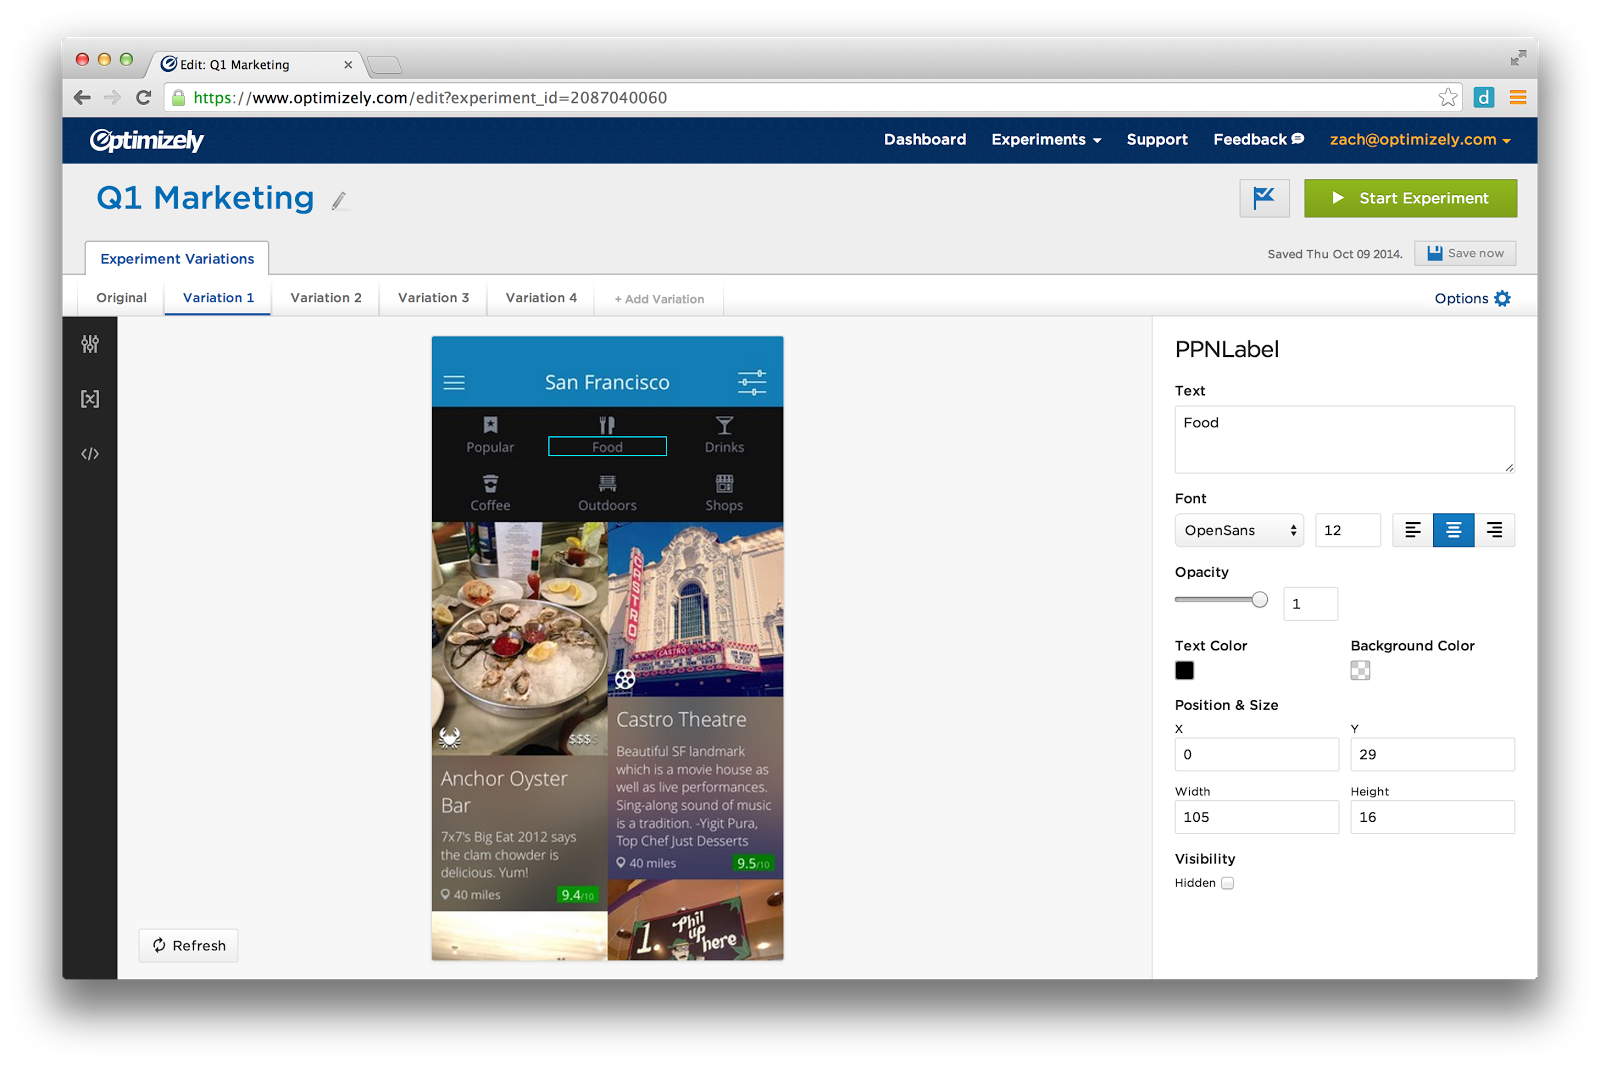 Edit: Q1 Marketing
https://www.optimizely.com/edit?experiment_id=2087040060
d
Optimizely
Dashboard Experiments Support Feedback zach@optimizely.com
Q1 Marketing
Start Experiment
Experiment Variations
Saved Thu Oct 09 2014.
Save now
Original Variation 1 Variation 2 Variation 3 Variation 4 + Add Variation
Options
San Francisco
Popular Food Drinks
Coffee Outdoors Shops
CASTRO
CASTRO
$$$
Anchor Oyster
Bar
7x7's Big Eat 2012 says
the clam chowder is
delicious. Yum!
40 miles
9.4/10
Castro Theatre
Beautiful SF landmark
which is a movie house as
well as live performances.
Sing-along sound of music
is a tradition. -Yigit Pura,
Top Chef Just Desserts
40 miles
9.5/10
1 Phil
up
here
Refresh
PPNLabel
Text
Food
Font
OpenSans
12
Opacity
1
Text Color
Background Color
Position & Size
X
Y
0
29
Width
Height
105
16
Visibility
Hidden